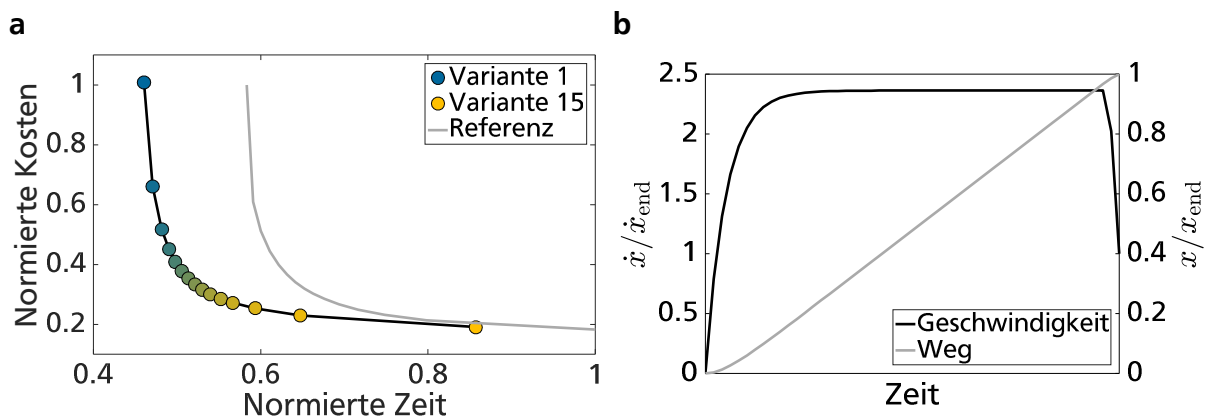 a
Normierte Kosten
1
0.8
0.6
0.4
0.2
0.4
0.6
0.8
1
Normierte Zeit
Variante 1
Variante 15
Referenz
b
ẋ/ẋ_end
2.5
2
1.5
1
0.5
0
Zeit
1
0.8
0.6
0.4
0.2
0
x/x_end
Geschwindigkeit
Weg